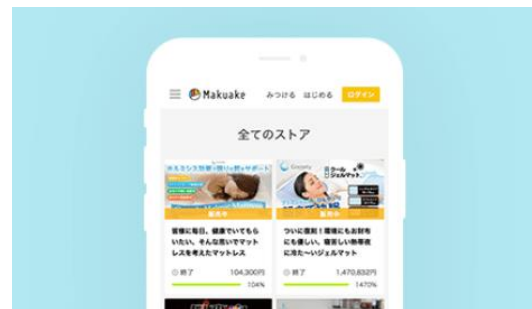 Makuake
みつける はじめる ログイン
全てのストア
販売中
販売中
皆様に毎日、健康でいてもら
いたい。そんな思いでマット
レスを考えたマットレス
ついに復刻!環境にもお財布
にも優しい、寝苦しい熱帯夜
に冷た〜いジェルマット
終了 104,300円
104%
終了 1,470,832円
1470%